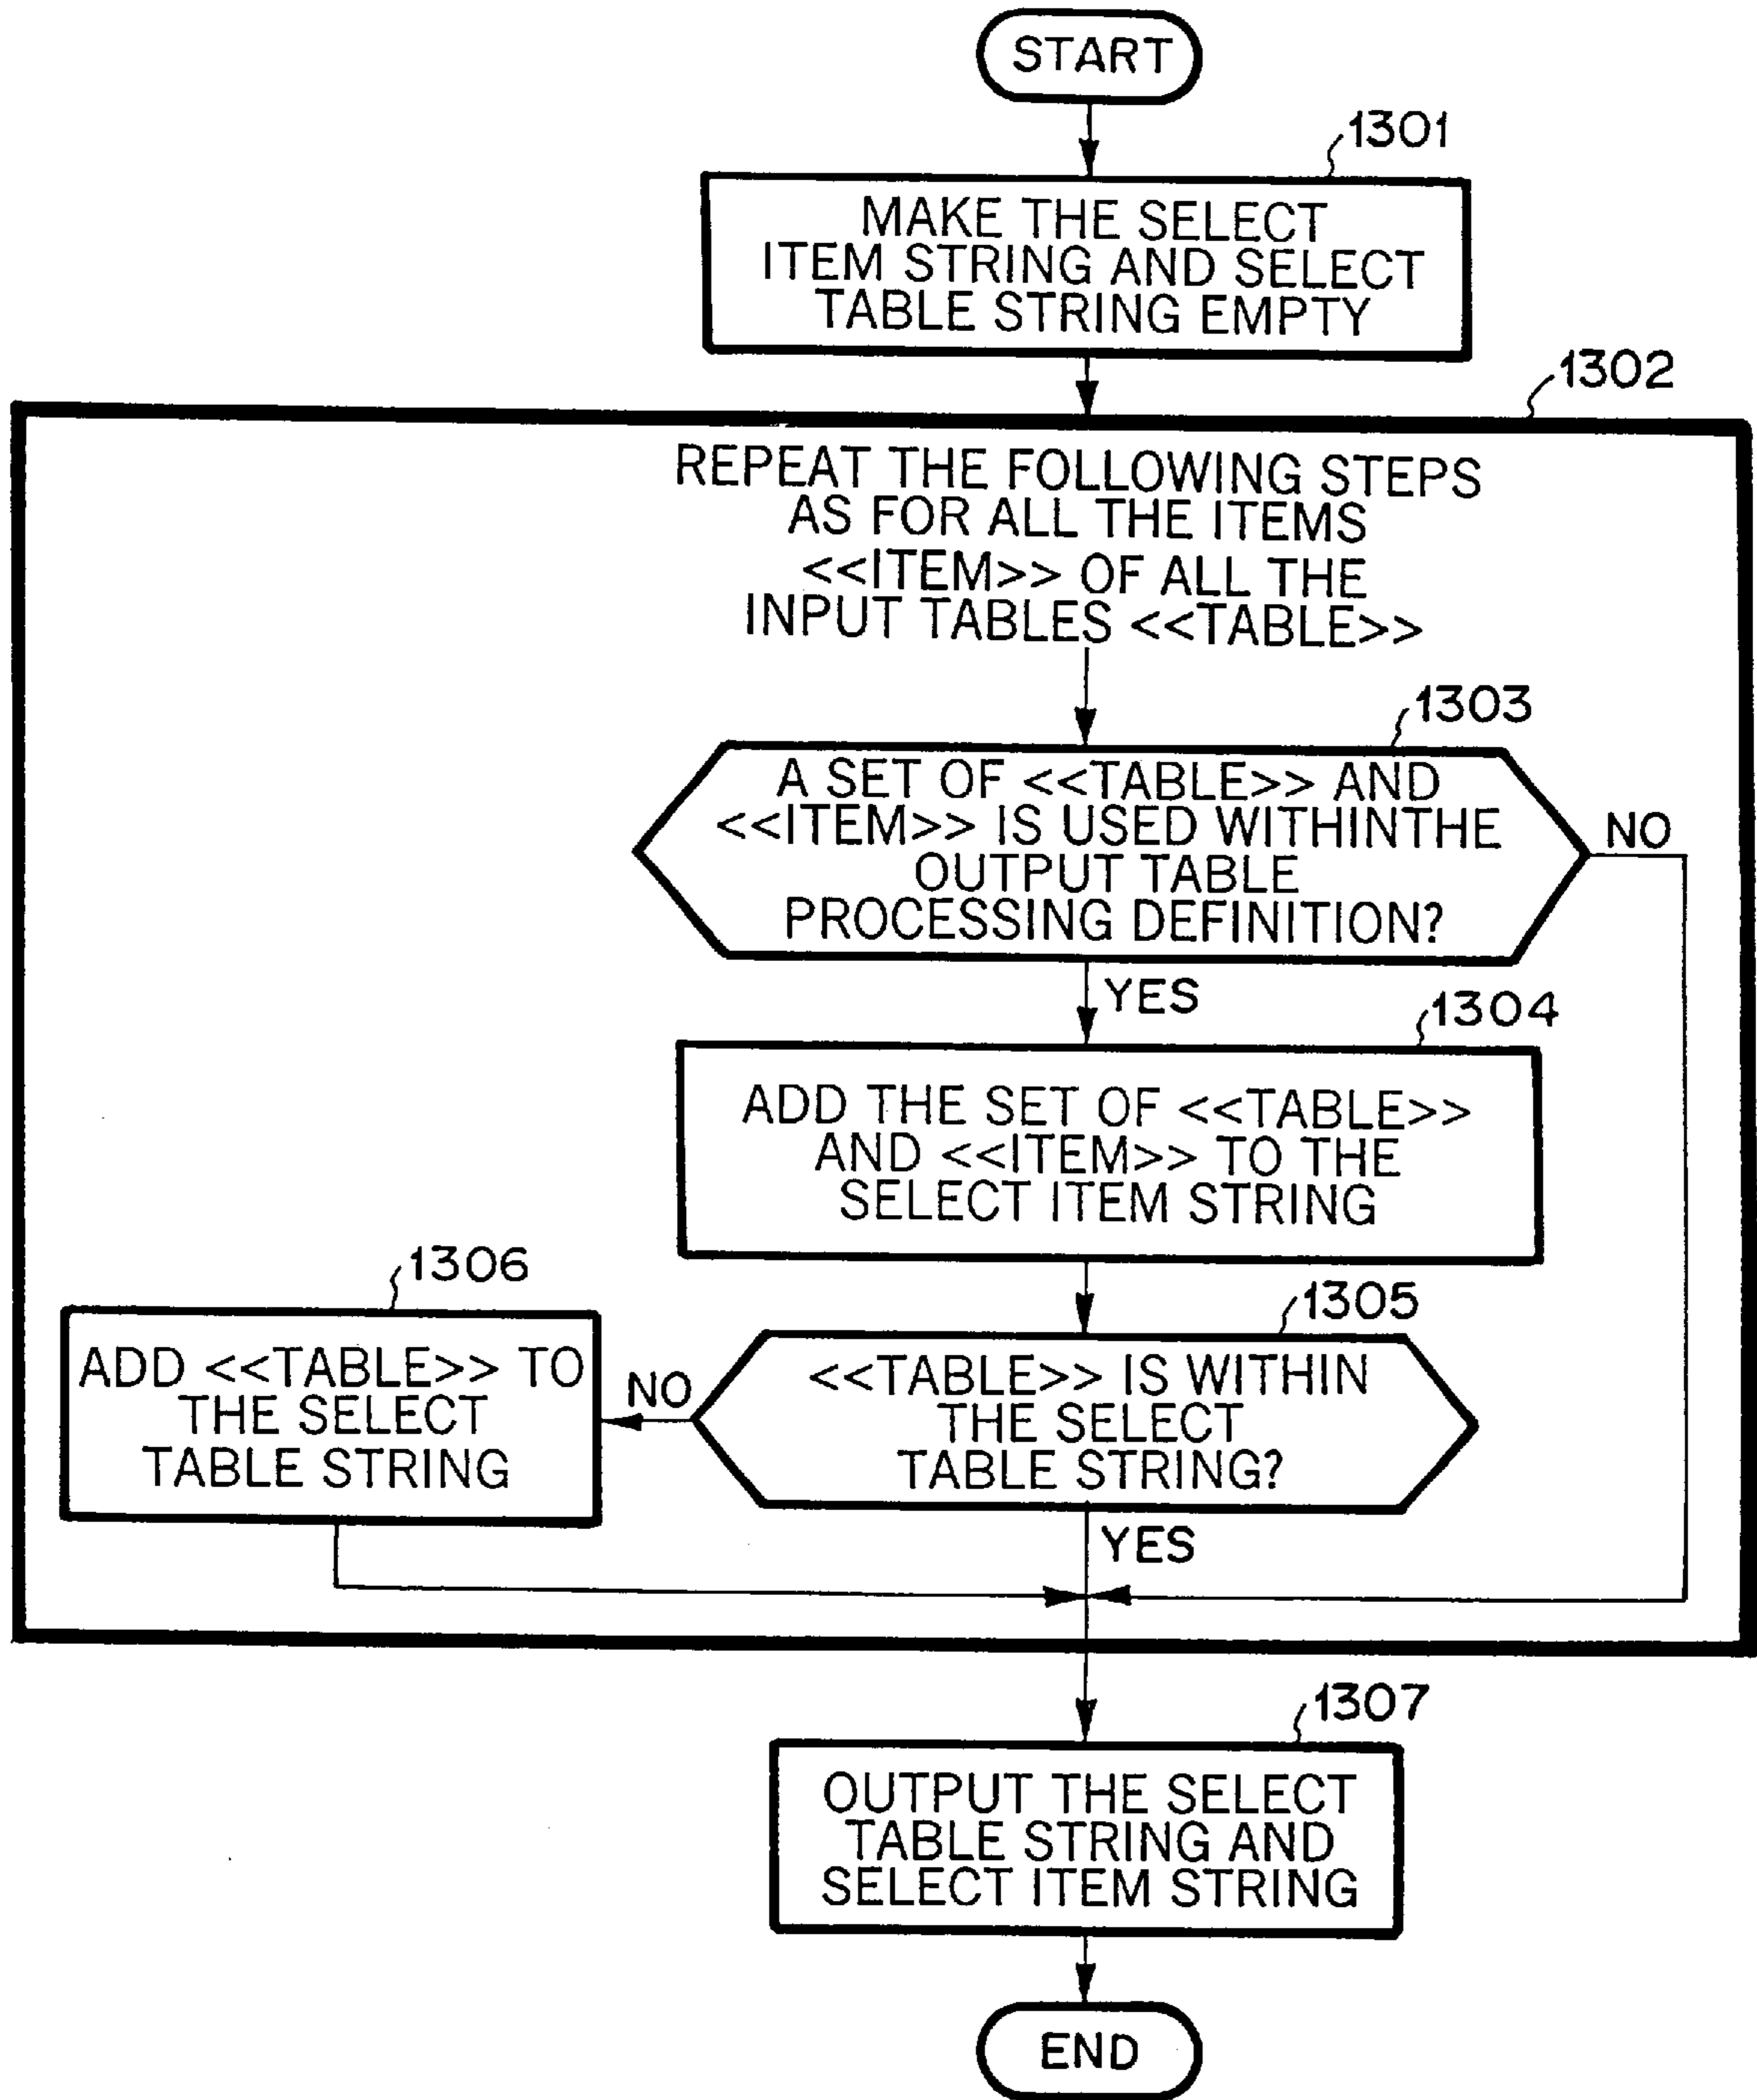 START
1301
MAKE THE SELECT
ITEM STRING AND SELECT
TABLE STRING EMPTY
1302
REPEAT THE FOLLOWING STEPS
AS FOR ALL THE ITEMS
<<ITEM>> OF ALL THE
INPUT TABLES <<TABLE>>
1303
A SET OF <<TABLE>> AND
<<ITEM>> IS USED WITHINTHE
OUTPUT TABLE
PROCESSING DEFINITION?
NO
YES
1304
ADD THE SET OF <<TABLE>>
AND <<ITEM>> TO THE
SELECT ITEM STRING
1305
<<TABLE>> IS WITHIN
THE SELECT
TABLE STRING?
NO
1306
ADD <<TABLE>> TO
THE SELECT
TABLE STRING
YES
1307
OUTPUT THE SELECT
TABLE STRING AND
SELECT ITEM STRING
END